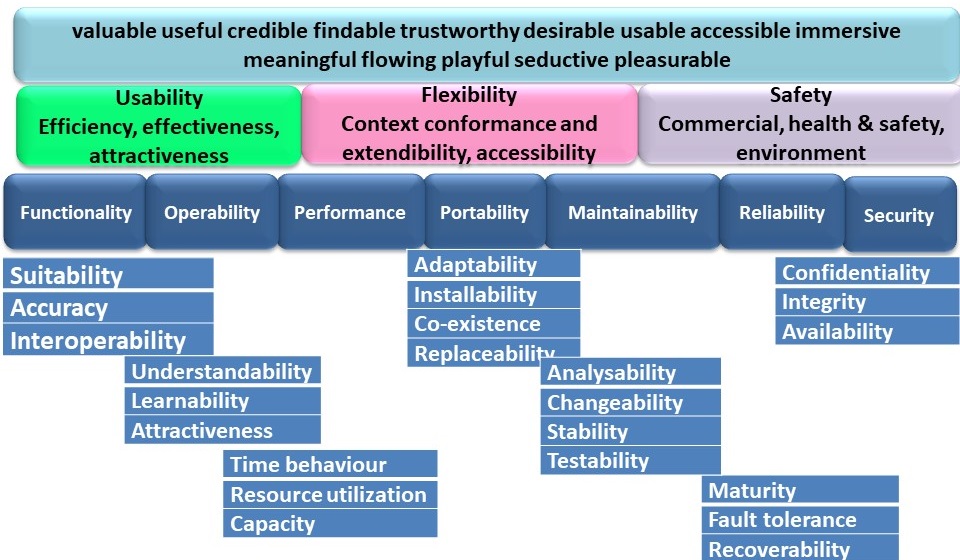 valuable useful credible findable trustworthy desirable usable accessible immersive
meaningful flowing playful seductive pleasurable
Usability
Efficiency, effectiveness,
attractiveness
Flexibility
Context conformance and
extendibility, accessibility
Safety
Commercial, health & safety,
environment
Functionality
Operability
Performance
Portability
Maintainability
Reliability
Security
Suitability
Accuracy
Interoperability
Understandability
Learnability
Attractiveness
Time behaviour
Resource utilization
Capacity
Adaptability
Installability
Co-existence
Replaceability
Analysability
Changeability
Stability
Testability
Maturity
Fault tolerance
Recoverability
Confidentiality
Integrity
Availability